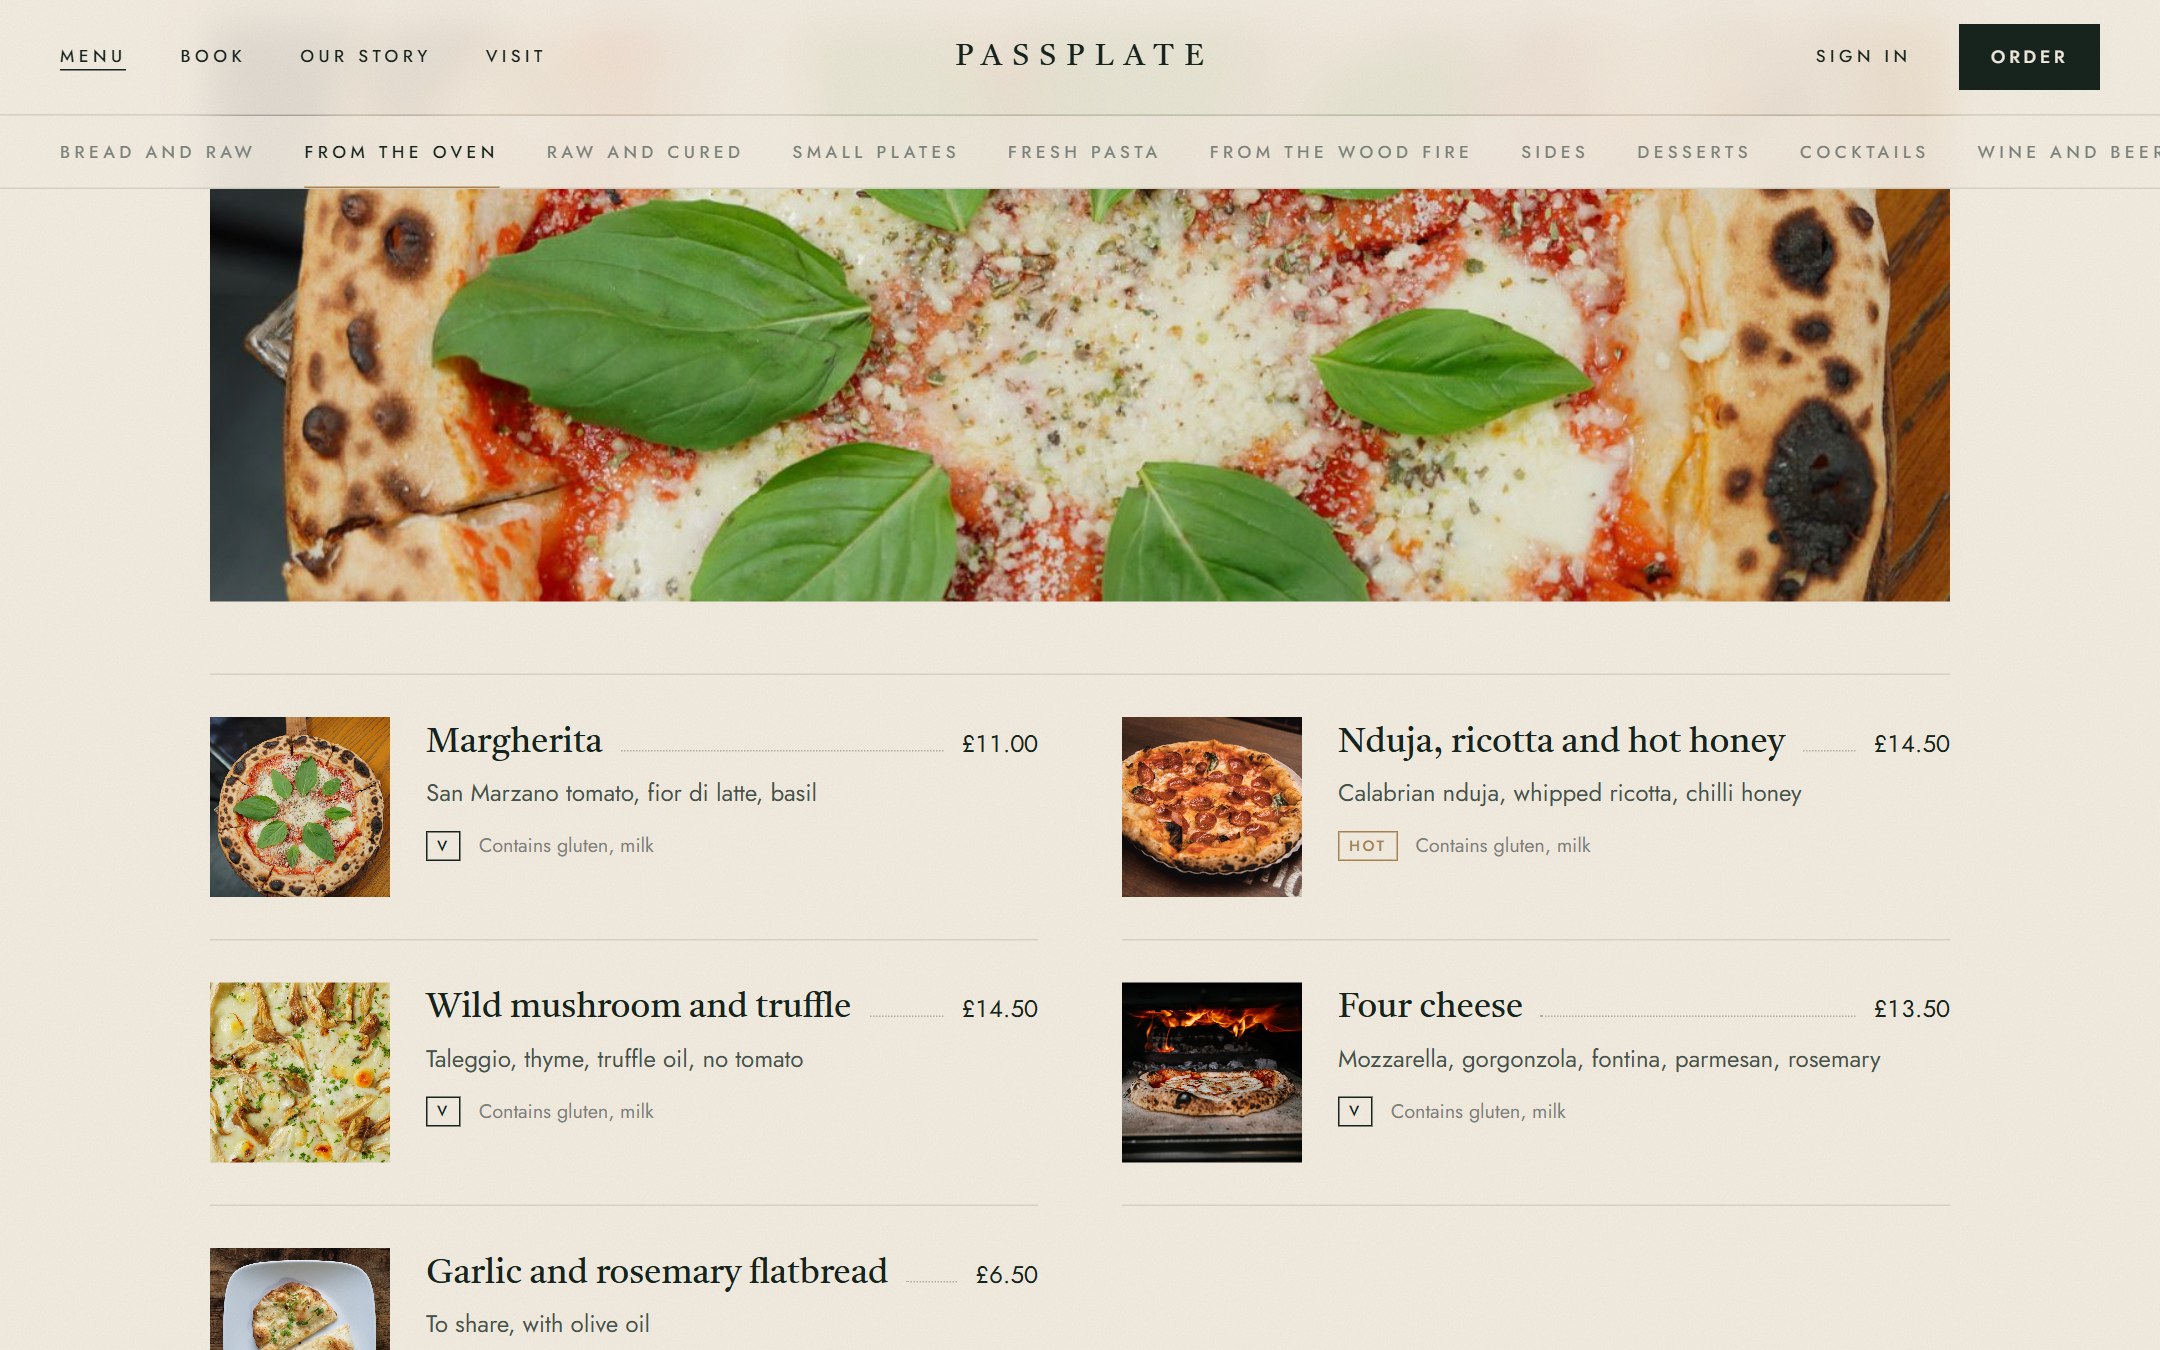 MENU BOOK OUR STORY VISIT PASSPLATE SIGN IN ORDER
BREAD AND RAW FROM THE OVEN RAW AND CURED SMALL PLATES FRESH PASTA FROM THE WOOD FIRE SIDES DESSERTS COCKTAILS WINE AND BEER
Margherita £11.00
San Marzano tomato, fior di latte, basil
V Contains gluten, milk
Nduja, ricotta and hot honey £14.50
Calabrian nduja, whipped ricotta, chilli honey
HOT Contains gluten, milk
Wild mushroom and truffle £14.50
Taleggio, thyme, truffle oil, no tomato
V Contains gluten, milk
Four cheese £13.50
Mozzarella, gorgonzola, fontina, parmesan, rosemary
V Contains gluten, milk
Garlic and rosemary flatbread £6.50
To share, with olive oil